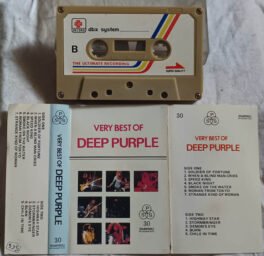 dbx system
B
THE ULTIMATE RECORDING
SUPER QUALITY
VERY BEST OF DEEP PURPLE
30
VERY BEST OF
DEEP PURPLE
30
VERY BEST OF
DEEP PURPLE
SIDE ONE
1. SOLDIER OF FORTUNE
2. WHEN A BLIND MAN CRIES
3. SPEED KING
4. BLACK NIGHT
5. SMOKE ON THE WATER
6. WOMAN FROM TOKYO
7. STRANGE KIND OF WOMAN
SIDE TWO
1. HIGHWAY STAR
2. STORMBRINGER
3. DEMON'S EYE
4. BURN
5. CHILD IN TIME